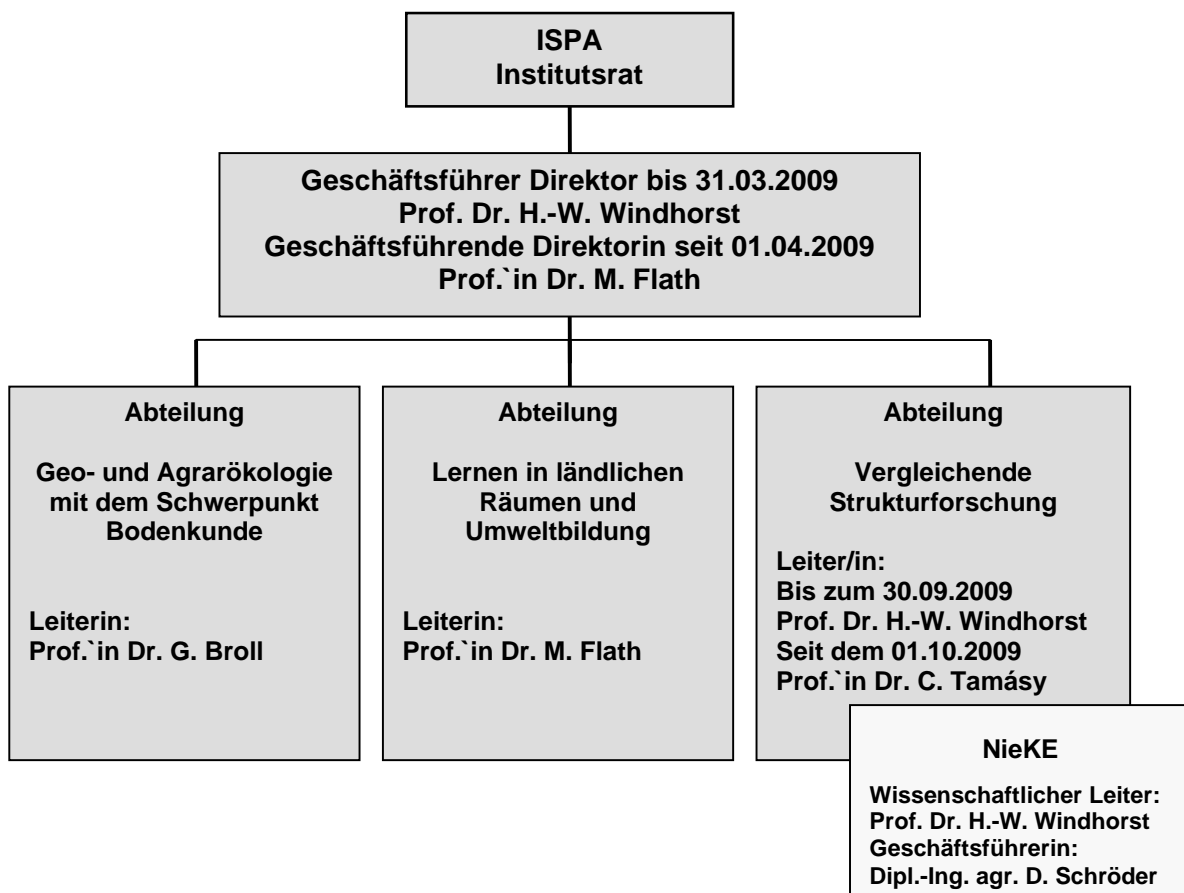 ISPA
Institutsrat
Geschäftsführer Direktor bis 31.03.2009
Prof. Dr. H.-W. Windhorst
Geschäftsführende Direktorin seit 01.04.2009
Prof.`in Dr. M. Flath
Abteilung
Geo- und Agrarökologie
mit dem Schwerpunkt
Bodenkunde
Leiterin:
Prof.`in Dr. G. Broll
Abteilung
Lernen in ländlichen
Räumen und
Umweltbildung
Leiterin:
Prof.`in Dr. M. Flath
Abteilung
Vergleichende
Strukturforschung
Leiter/in:
Bis zum 30.09.2009
Prof. Dr. H.-W. Windhorst
Seit dem 01.10.2009
Prof.`in Dr. C. Tamásy
NieKE
Wissenschaftlicher Leiter:
Prof. Dr. H.-W. Windhorst
Geschäftsführerin:
Dipl.-Ing. agr. D. Schröder